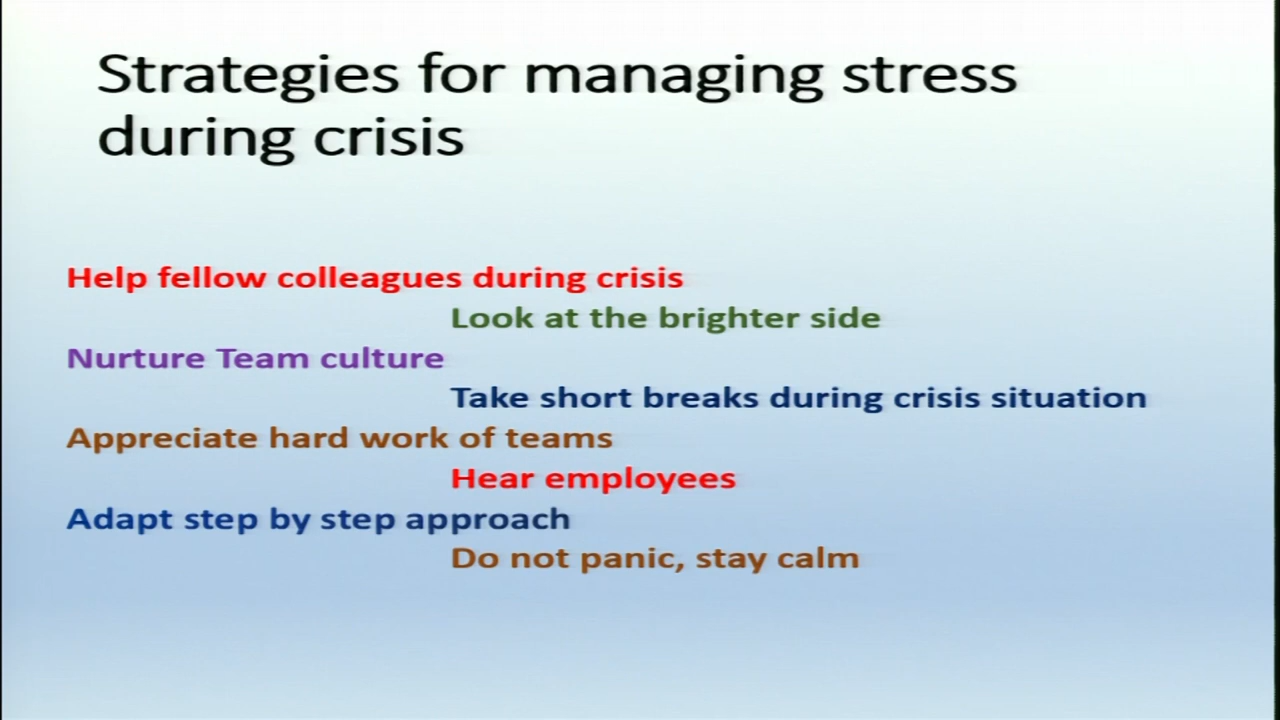 Strategies for managing stress
during crisis
Help fellow colleagues during crisis
Look at the brighter side
Nurture Team culture
Take short breaks during crisis situation
Appreciate hard work of teams
Hear employees
Adapt step by step approach
Do not panic, stay calm